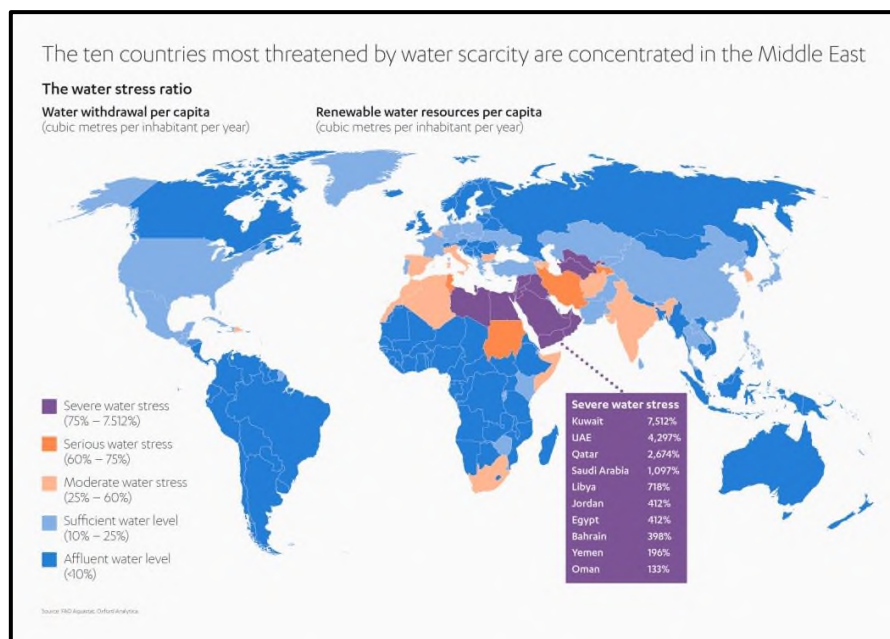 The ten countries most threatened by water scarcity are concentrated in the Middle East
The water stress ratio
Water withdrawal per capita
(cubic metres per inhabitant per year)
Renewable water resources per capita
(cubic metres per inhabitant per year)
Severe water stress
(75% – 7.512%)
Serious water stress
(60% – 75%)
Moderate water stress
(25% – 60%)
Sufficient water level
(10% – 25%)
Affluent water level
(<10%)
Severe water stress
Kuwait 7,512%
UAE 4,297%
Qatar 2,674%
Saudi Arabia 1,097%
Libya 718%
Jordan 412%
Egypt 412%
Bahrain 398%
Yemen 196%
Oman 133%
Source: FAO Aquastat, Oxford Analytica